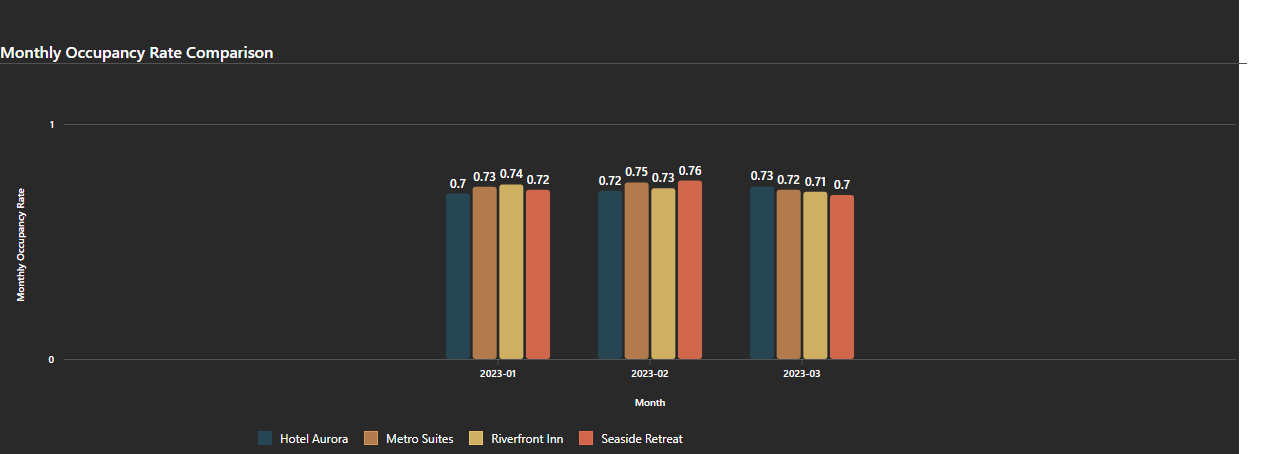 Monthly Occupancy Rate Comparison
1
Monthly Occupancy Rate
0.7 0.73 0.74 0.72 0.72 0.75 0.73 0.76 0.73 0.72 0.71 0.7
0
2023-01 2023-02 2023-03
Month
Hotel Aurora Metro Suites Riverfront Inn Seaside Retreat